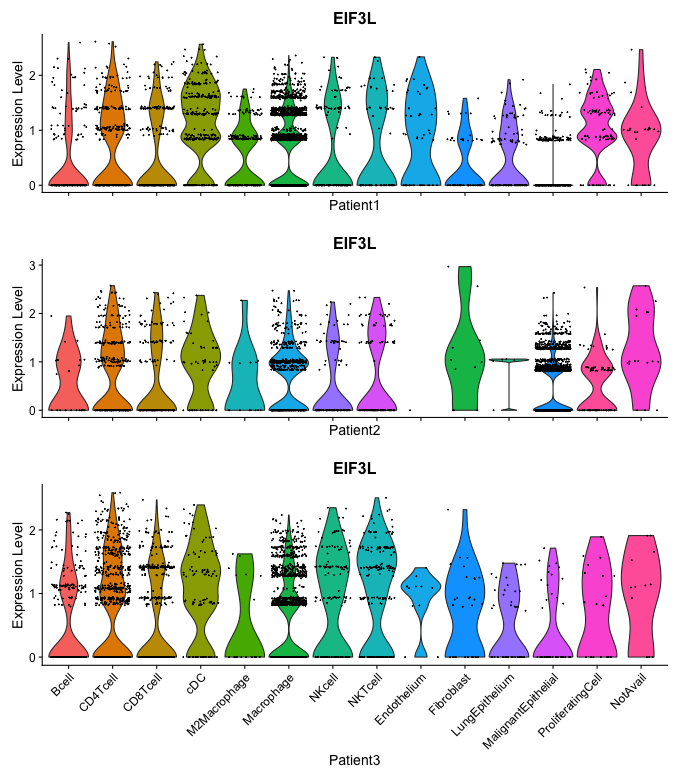 EIF3L
Expression Level
2
1
0
Patient1
EIF3L
Expression Level
3
2
1
0
Patient2
EIF3L
Expression Level
2
1
0
Bcell
CD4Tcell
CD8Tcell
cDC
M2Macrophage
Macrophage
NKcell
NKTcell
Endothelium
Fibroblast
LungEpithelium
MalignantEpithelial
ProliferatingCell
NotAvail
Patient3